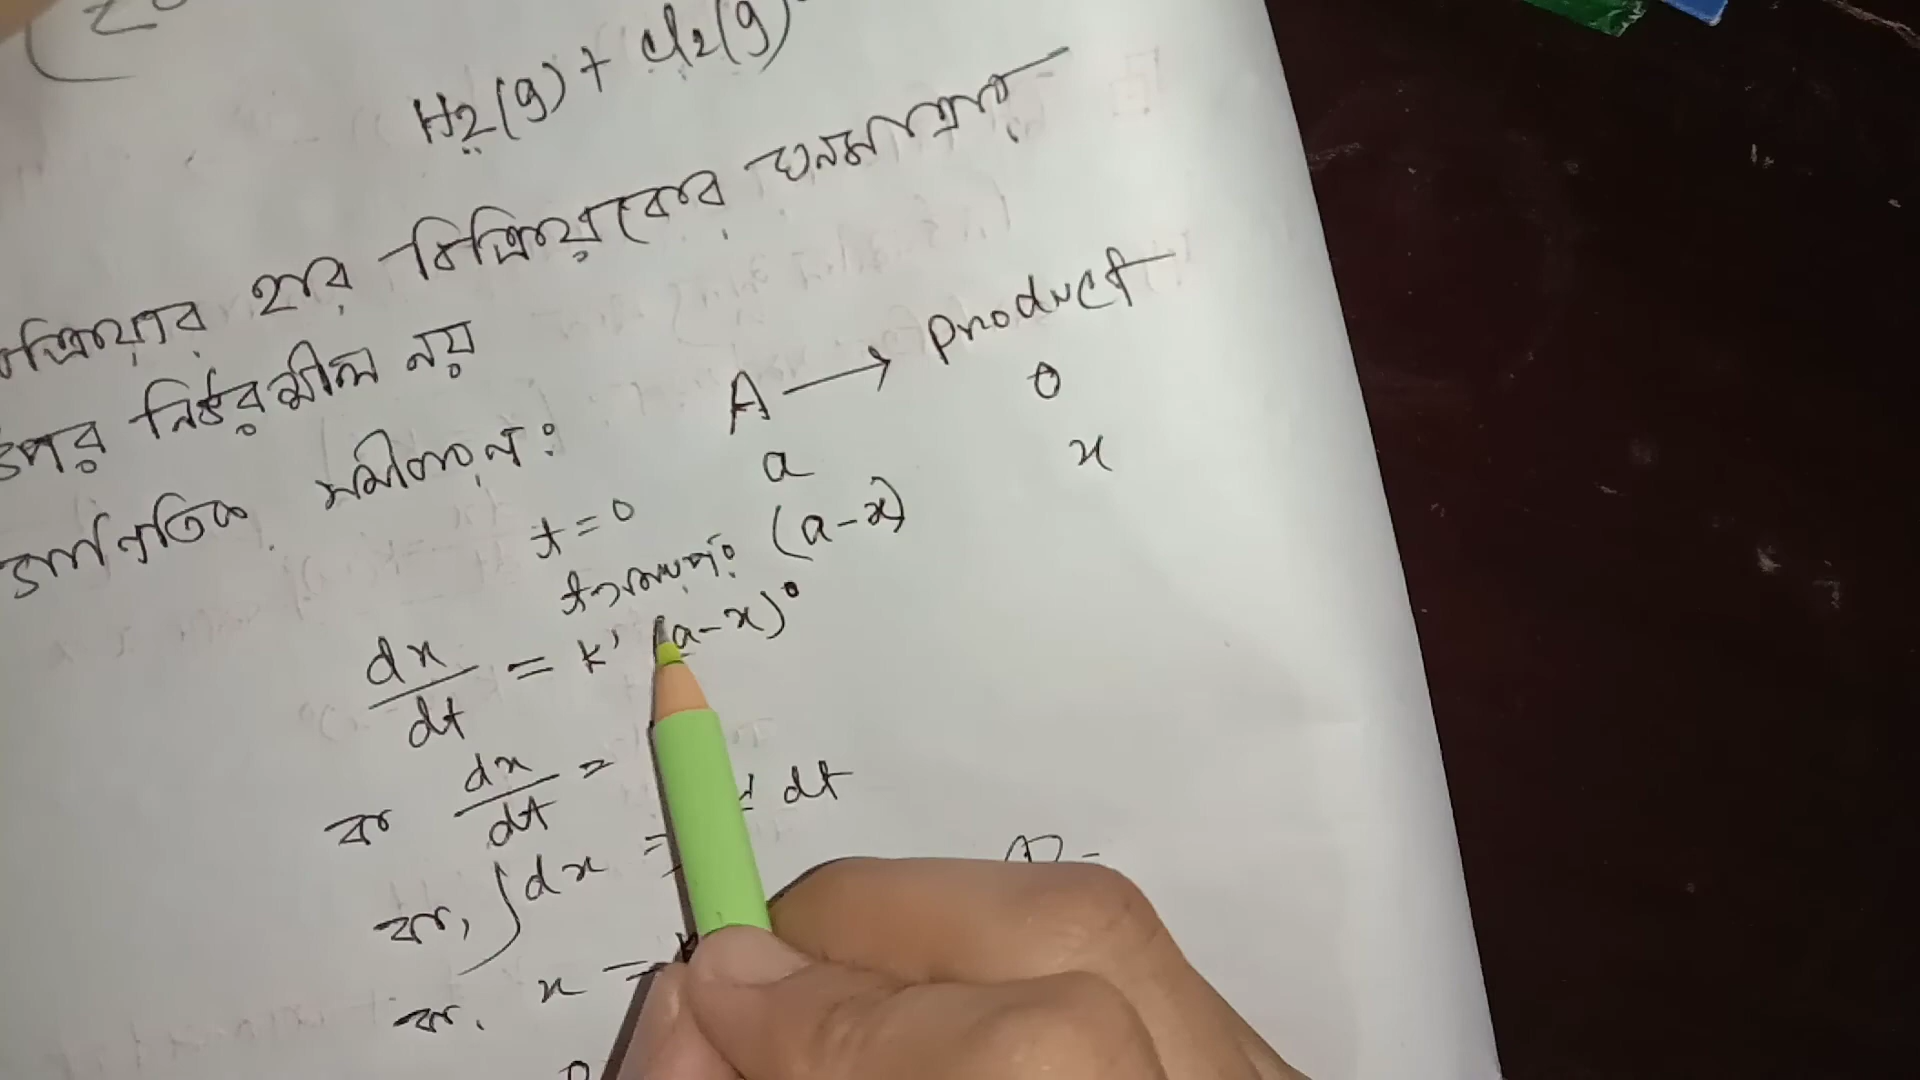 H2(g) + Cl2(g)
বিক্রিয়ার হার বিক্রিয়কের ঘনমাত্রার
উপর নির্ভরশীল নয়
গাণিতিক সমীকরণ:
A → product
t=0 a 0
(a-x) x
dx/dt = k' (a-x)°
বা dx/dt =
বা, ∫dx = dt
বা, x =